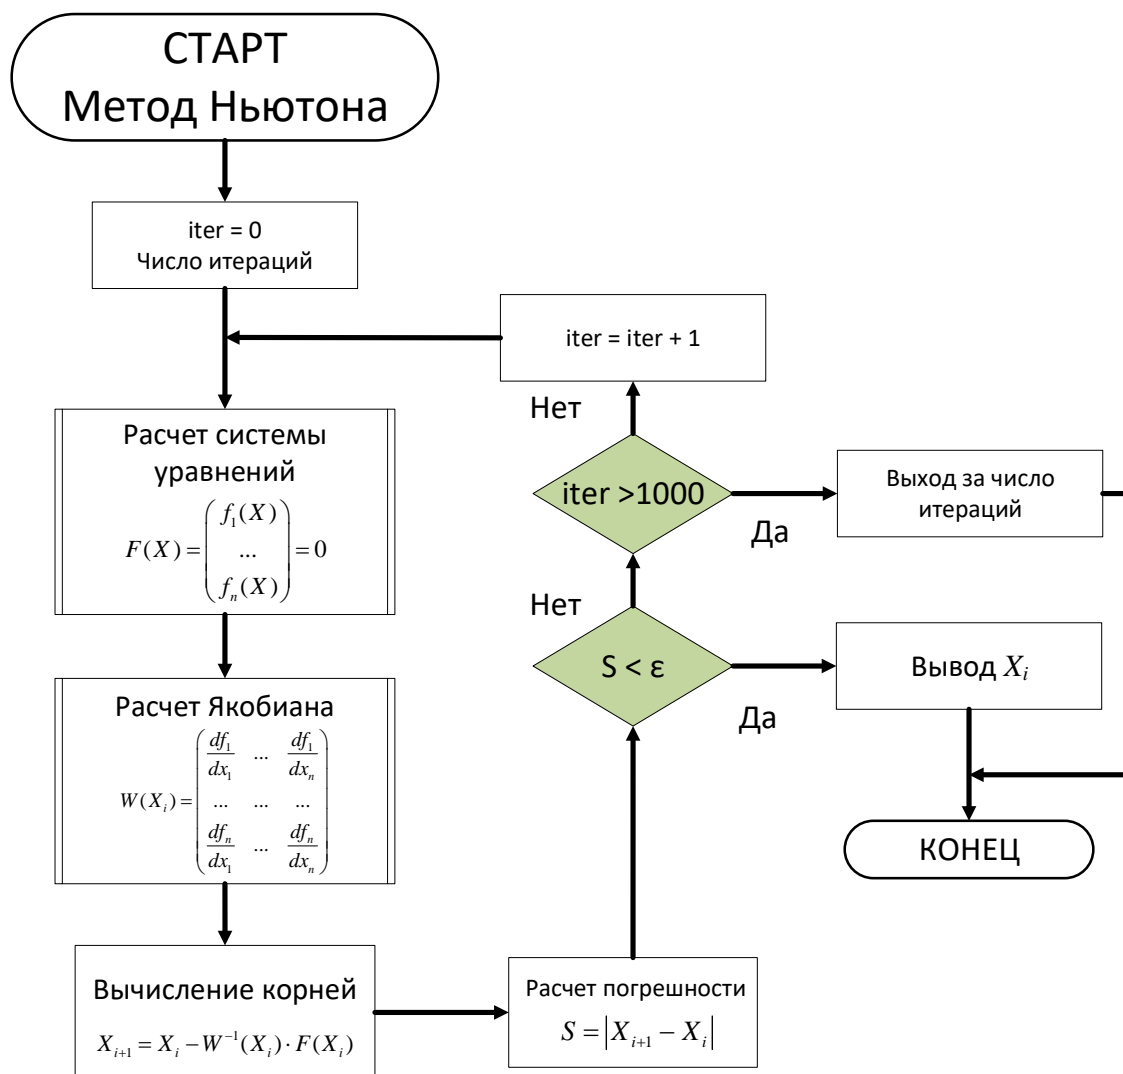 СТАРТ
Метод Ньютона
iter = 0
Число итераций
iter = iter + 1
Нет
iter >1000
Да
Выход за число
итераций
Расчет системы
уравнений
F(X) = ( f₁(X) ... fₙ(X) ) = 0
Нет
S < ε
Да
Вывод Xᵢ
КОНЕЦ
Расчет Якобиана
W(Xᵢ) = ( df₁/dx₁ ... df₁/dxₙ
... ... ...
dfₙ/dx₁ ... dfₙ/dxₙ )
Вычисление корней
Xᵢ₊₁ = Xᵢ − W⁻¹(Xᵢ) · F(Xᵢ)
Расчет погрешности
S = |Xᵢ₊₁ − Xᵢ|